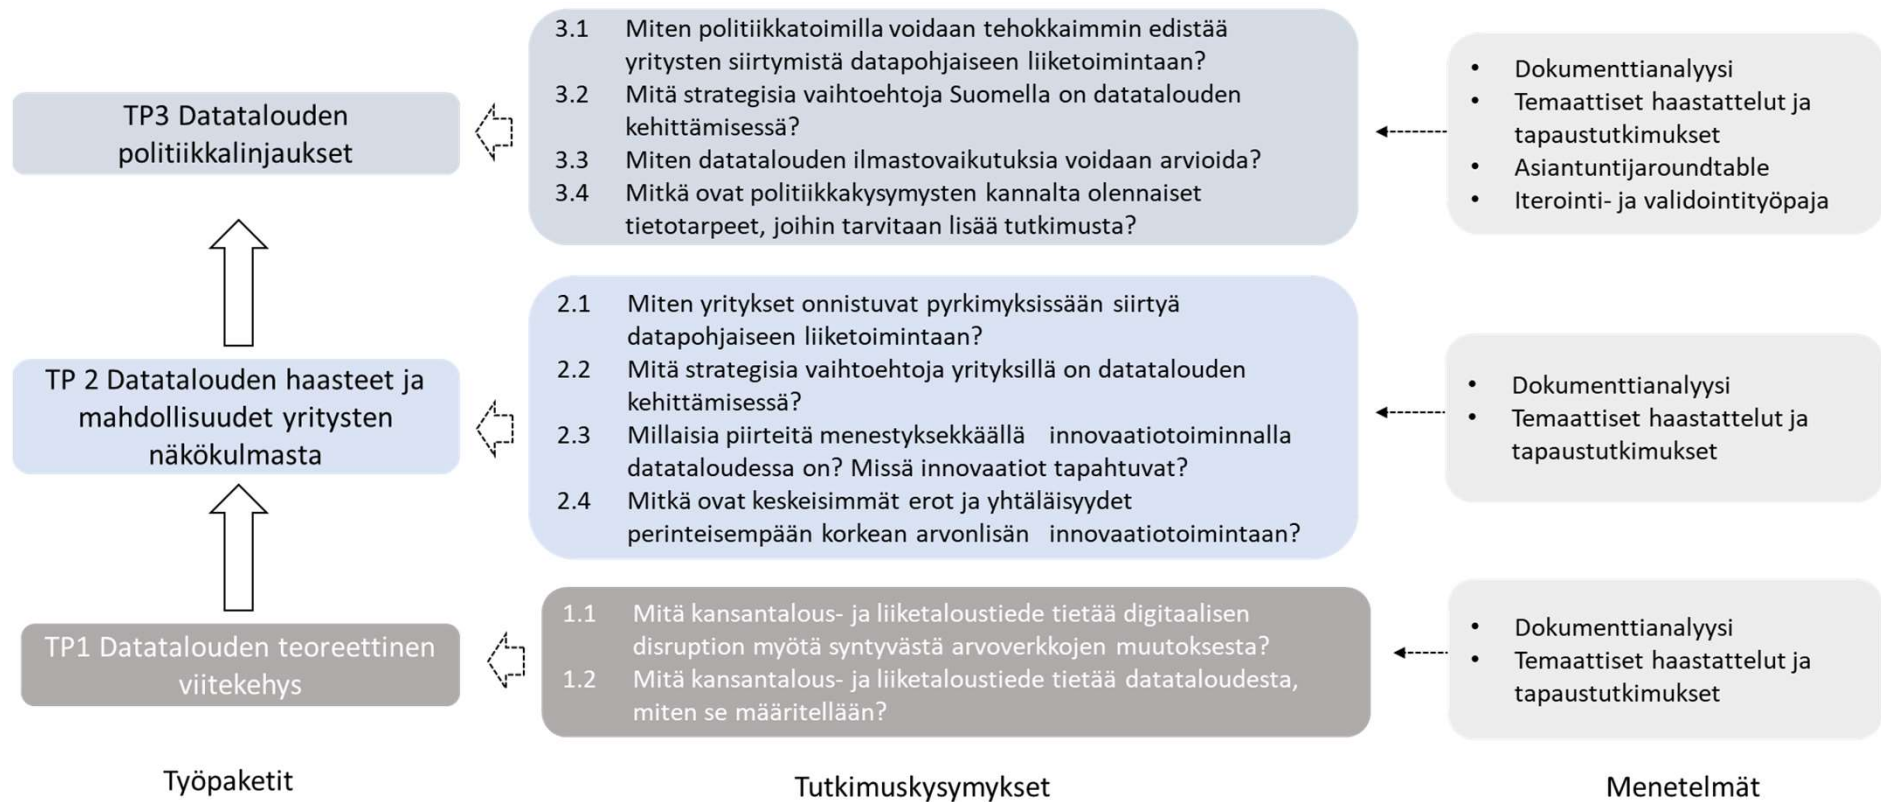 TP3 Datatalouden
politiikkalinjaukset
3.1 Miten politiikkatoimilla voidaan tehokkaimmin edistää
yritysten siirtymistä datapohjaiseen liiketoimintaan?
3.2 Mitä strategisia vaihtoehtoja Suomella on datatalouden
kehittämisessä?
3.3 Miten datatalouden ilmastovaikutuksia voidaan arvioida?
3.4 Mitkä ovat politiikkakysymysten kannalta olennaiset
tietotarpeet, joihin tarvitaan lisää tutkimusta?
• Dokumenttianalyysi
• Temaattiset haastattelut ja
tapaustutkimukset
• Asiantuntijaroundtable
• Iterointi- ja validointityöpaja
TP 2 Datatalouden haasteet ja
mahdollisuudet yritysten
näkökulmasta
2.1 Miten yritykset onnistuvat pyrkimyksissään siirtyä
datapohjaiseen liiketoimintaan?
2.2 Mitä strategisia vaihtoehtoja yrityksillä on datatalouden
kehittämisessä?
2.3 Millaisia piirteitä menestyksekkäällä innovaatiotoiminnalla
datataloudessa on? Missä innovaatiot tapahtuvat?
2.4 Mitkä ovat keskeisimmät erot ja yhtäläisyydet
perinteisempään korkean arvonlisän innovaatiotoimintaan?
• Dokumenttianalyysi
• Temaattiset haastattelut ja
tapaustutkimukset
TP1 Datatalouden teoreettinen
viitekehys
1.1 Mitä kansantalous- ja liiketaloustiede tietää digitaalisen
disruption myötä syntyvästä arvoverkkojen muutoksesta?
1.2 Mitä kansantalous- ja liiketaloustiede tietää datataloudesta,
miten se määritellään?
• Dokumenttianalyysi
• Temaattiset haastattelut ja
tapaustutkimukset
Työpaketit
Tutkimuskysymykset
Menetelmät